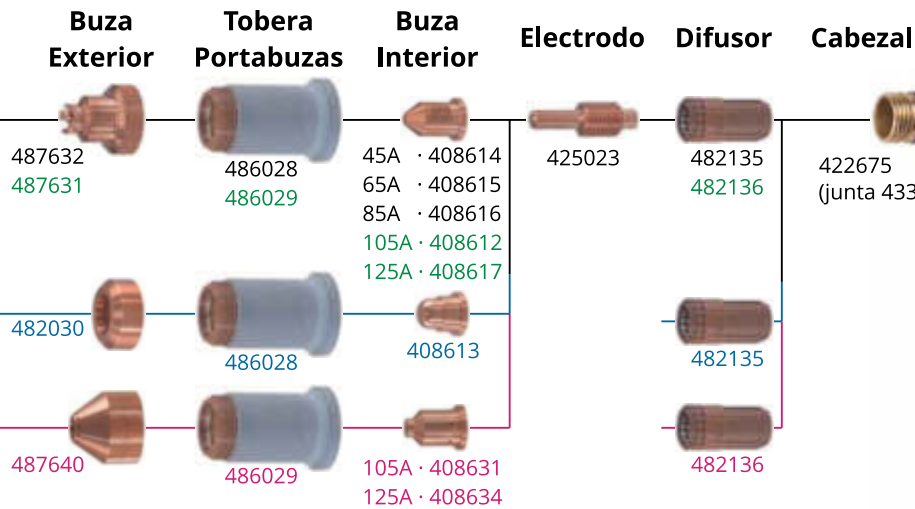 Buza
Exterior
Tobera
Portabuzas
Buza
Interior
Electrodo
Difusor
Cabezal
487632
487631
486028
486029
45A · 408614
65A · 408615
85A · 408616
105A · 408612
125A · 408617
425023
482135
482136
422675
(junta 433
482030
486028
408613
482135
487640
486029
105A · 408631
125A · 408634
482136